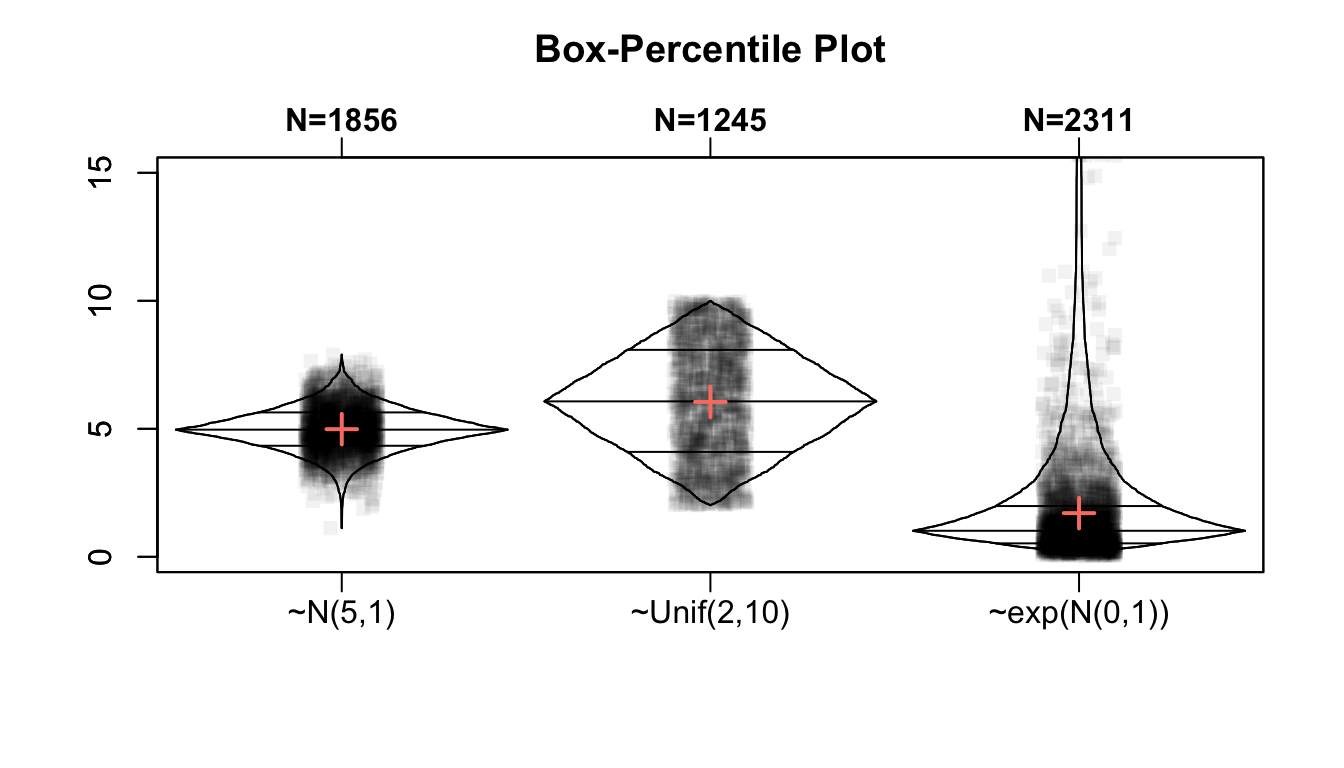 Box-Percentile Plot
N=1856 N=1245 N=2311
15
10
5
0
~N(5,1) ~Unif(2,10) ~exp(N(0,1))